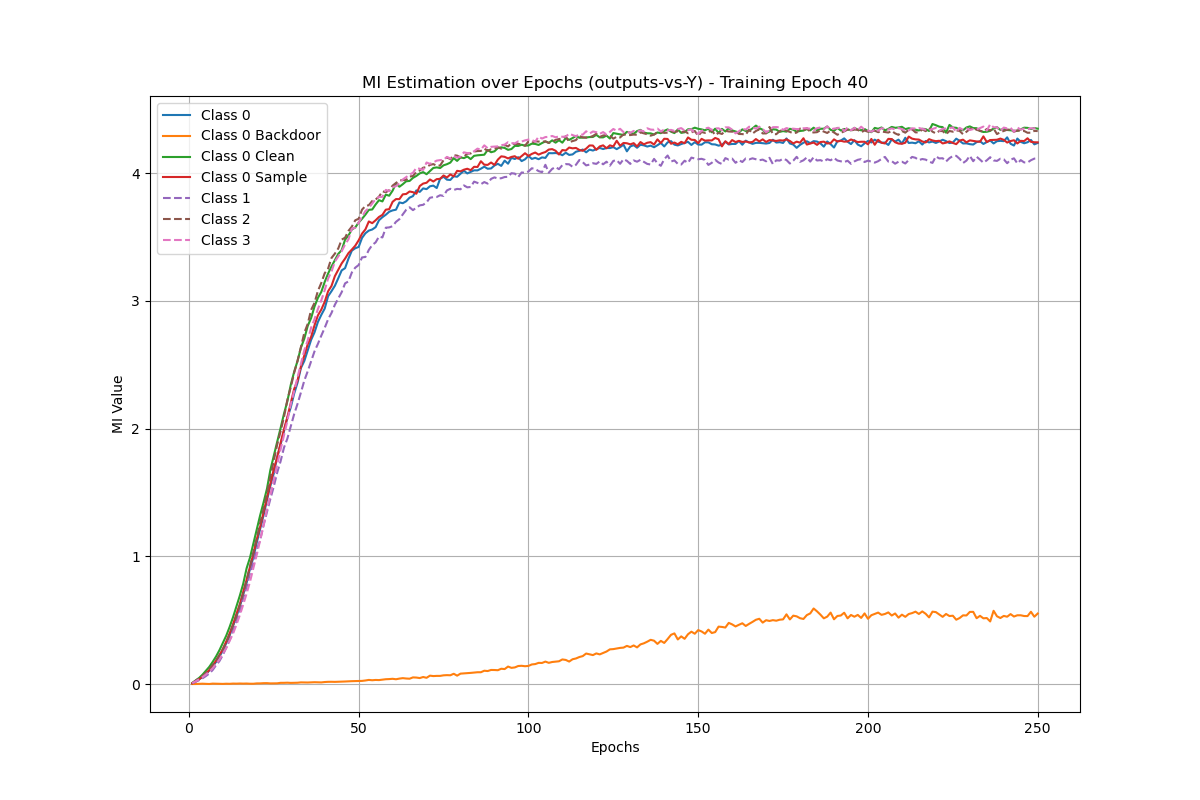 MI Estimation over Epochs (outputs-vs-Y) - Training Epoch 40
Class 0
Class 0 Backdoor
Class 0 Clean
Class 0 Sample
Class 1
Class 2
Class 3
MI Value
4
3
2
1
0
0 50 100 150 200 250
Epochs